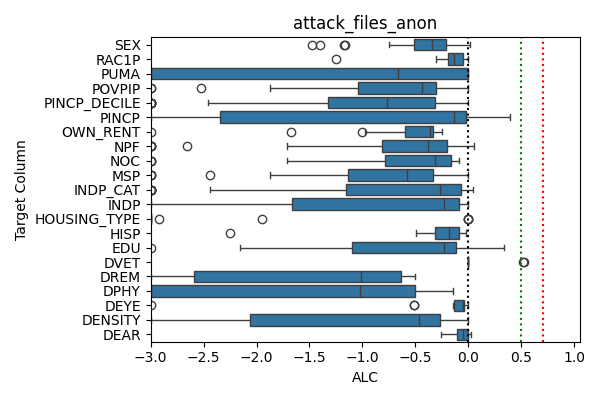 attack_files_anon
Target Column
SEX
RAC1P
PUMA
POVPIP
PINCP_DECILE
PINCP
OWN_RENT
NPF
NOC
MSP
INDP_CAT
INDP
HOUSING_TYPE
HISP
EDU
DVET
DREM
DPHY
DEYE
DENSITY
DEAR
−3.0 −2.5 −2.0 −1.5 −1.0 −0.5 0.0 0.5 1.0
ALC